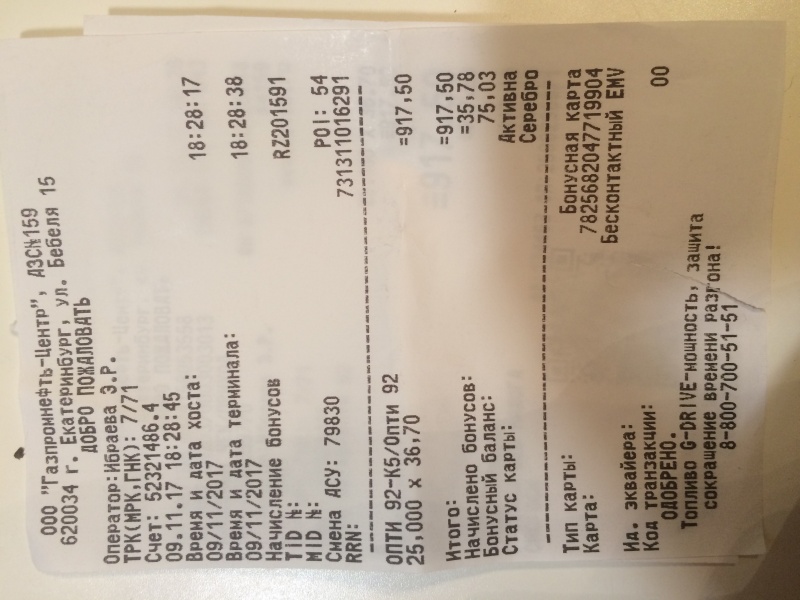 ООО "Газпромнефть-Центр", АЗС№159
620034 г. Екатеринбург, ул. Бебеля 15
ДОБРО ПОЖАЛОВАТЬ
Оператор:Ибраева Э.Р.
ТРК(МРК,ГНК): 7/71
Счет: 52321486.4
09.11.17 18:28:45
Время и дата хоста:
09/11/2017 18:28:17
Время и дата терминала:
09/11/2017 18:28:38
Начисление бонусов
TID №: RZ201591
MID №:
Смена АСУ: 79830 POI: 54
RRN: 731311016291
ОПТИ 92-К5/Опти 92
25,000 х 36,70 =917,50
Итого: =917,50
Начислено бонусов: =35,78
Бонусный баланс: 75,03
Статус карты: Активна
Серебро
Тип карты: Бонусная карта
Карта: 7825682047719904
Бесконтактный EMV
Ид. эквайера:
Код транзакции: 00
ОДОБРЕНО.
Топливо G-DRIVE-мощность, защита
сокращение времени разгона!
8-800-700-51-51